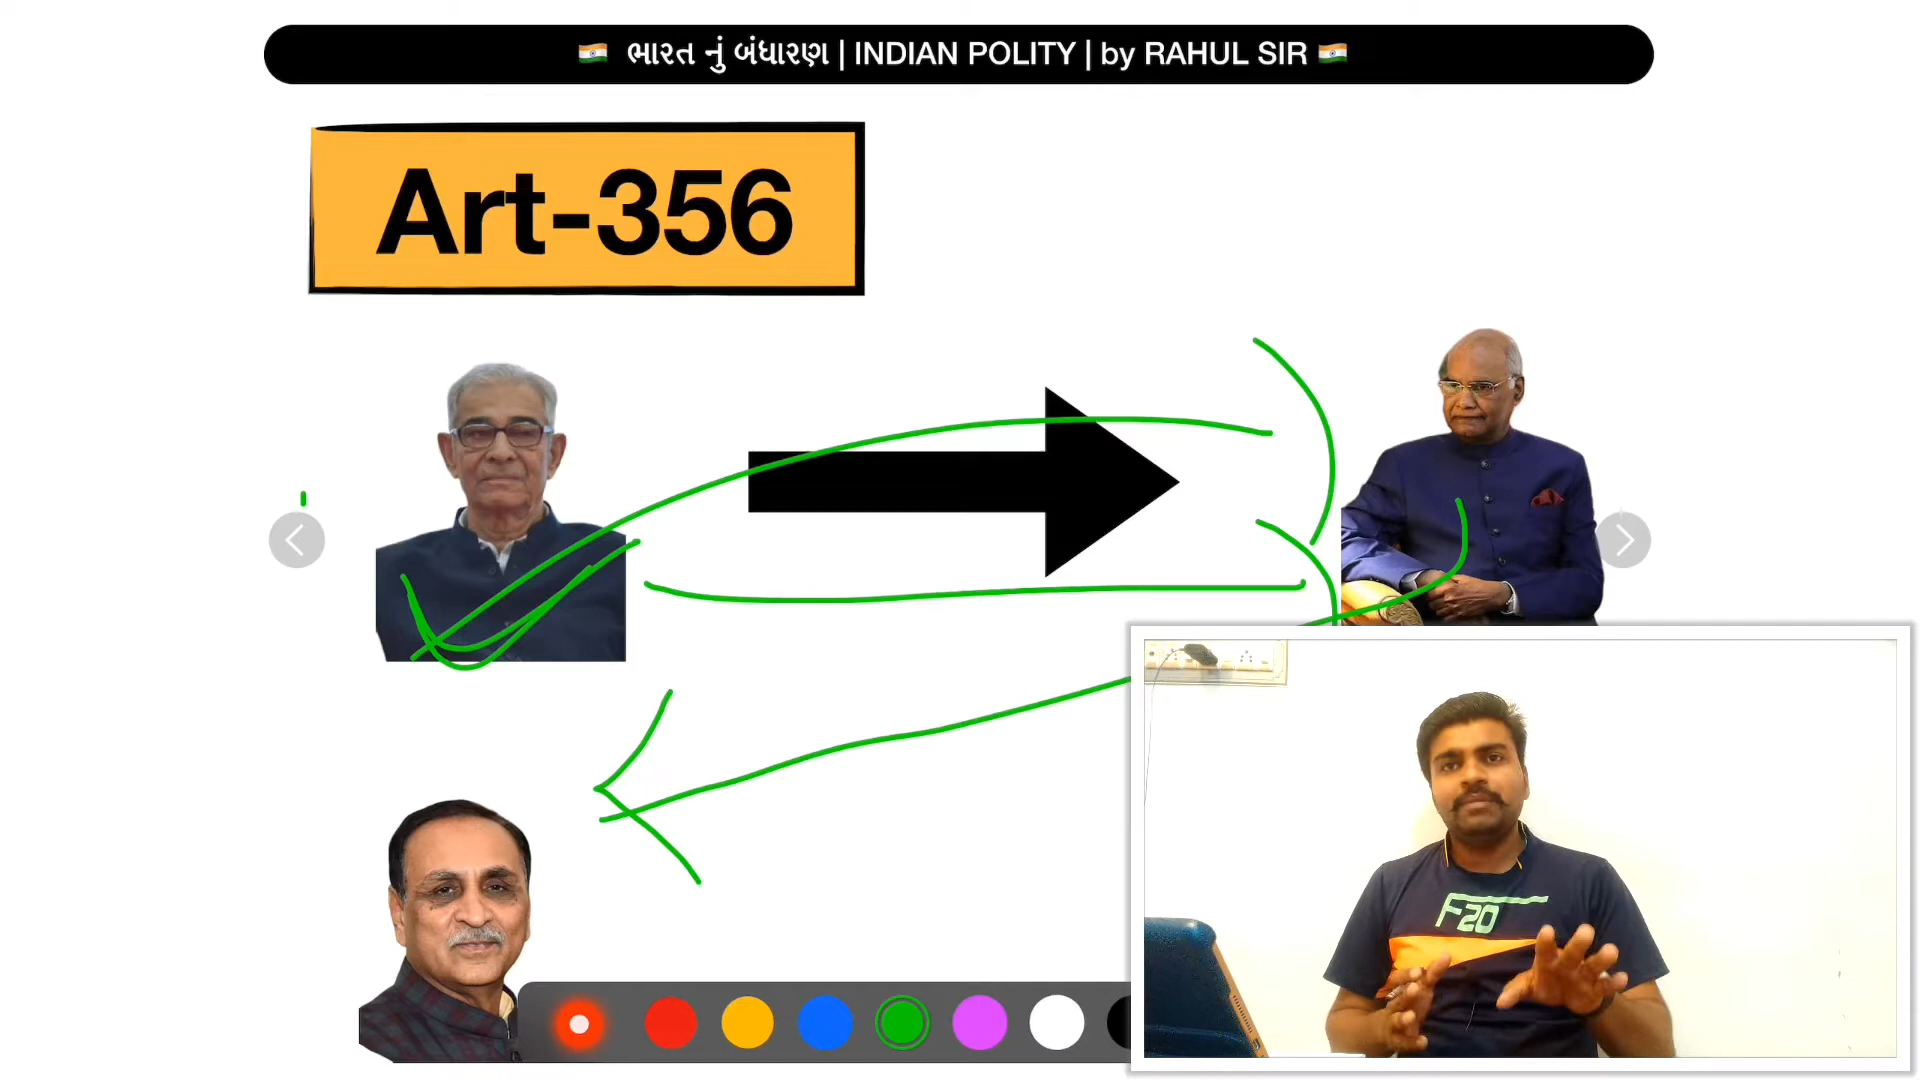 🇮🇳 ભારત નું બંધારણ | INDIAN POLITY | by RAHUL SIR 🇮🇳
Art-356
F20